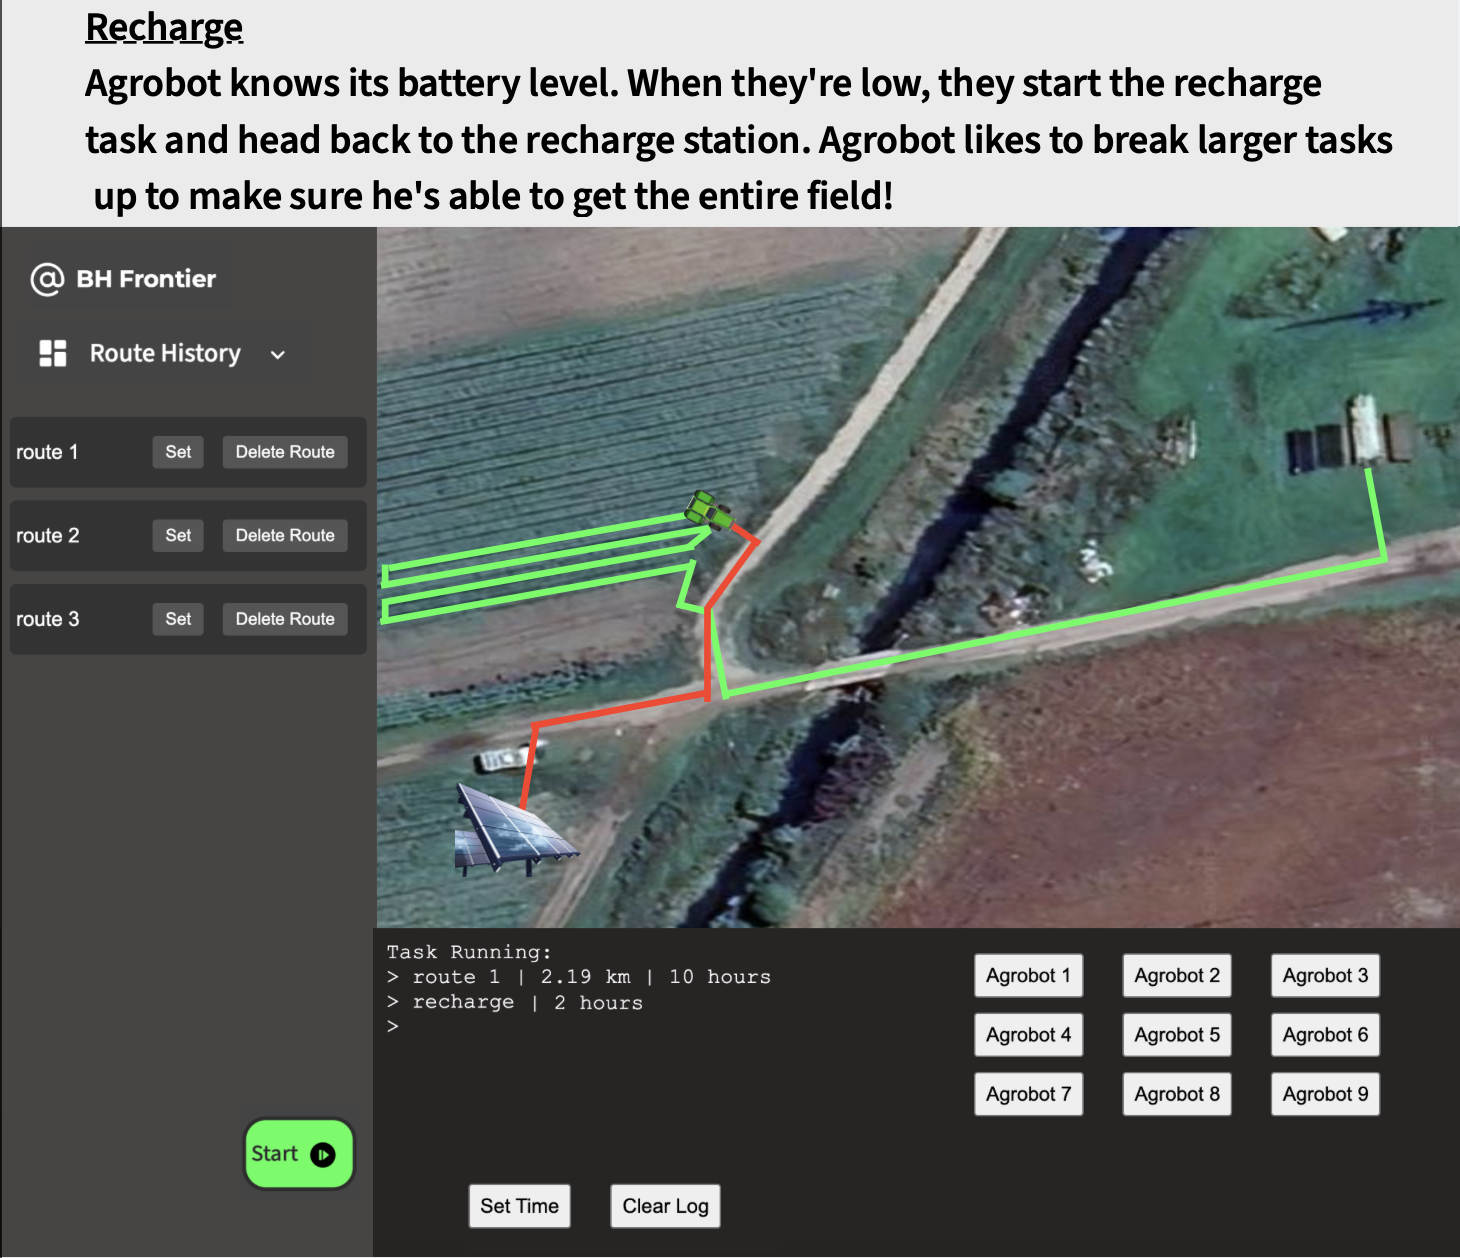 Recharge
Agrobot knows its battery level. When they're low, they start the recharge
task and head back to the recharge station. Agrobot likes to break larger tasks
up to make sure he's able to get the entire field!
@ BH Frontier
Route History
route 1 Set Delete Route
route 2 Set Delete Route
route 3 Set Delete Route
Start
Task Running:
> route 1 | 2.19 km | 10 hours
> recharge | 2 hours
>
Agrobot 1 Agrobot 2 Agrobot 3
Agrobot 4 Agrobot 5 Agrobot 6
Agrobot 7 Agrobot 8 Agrobot 9
Set Time Clear Log